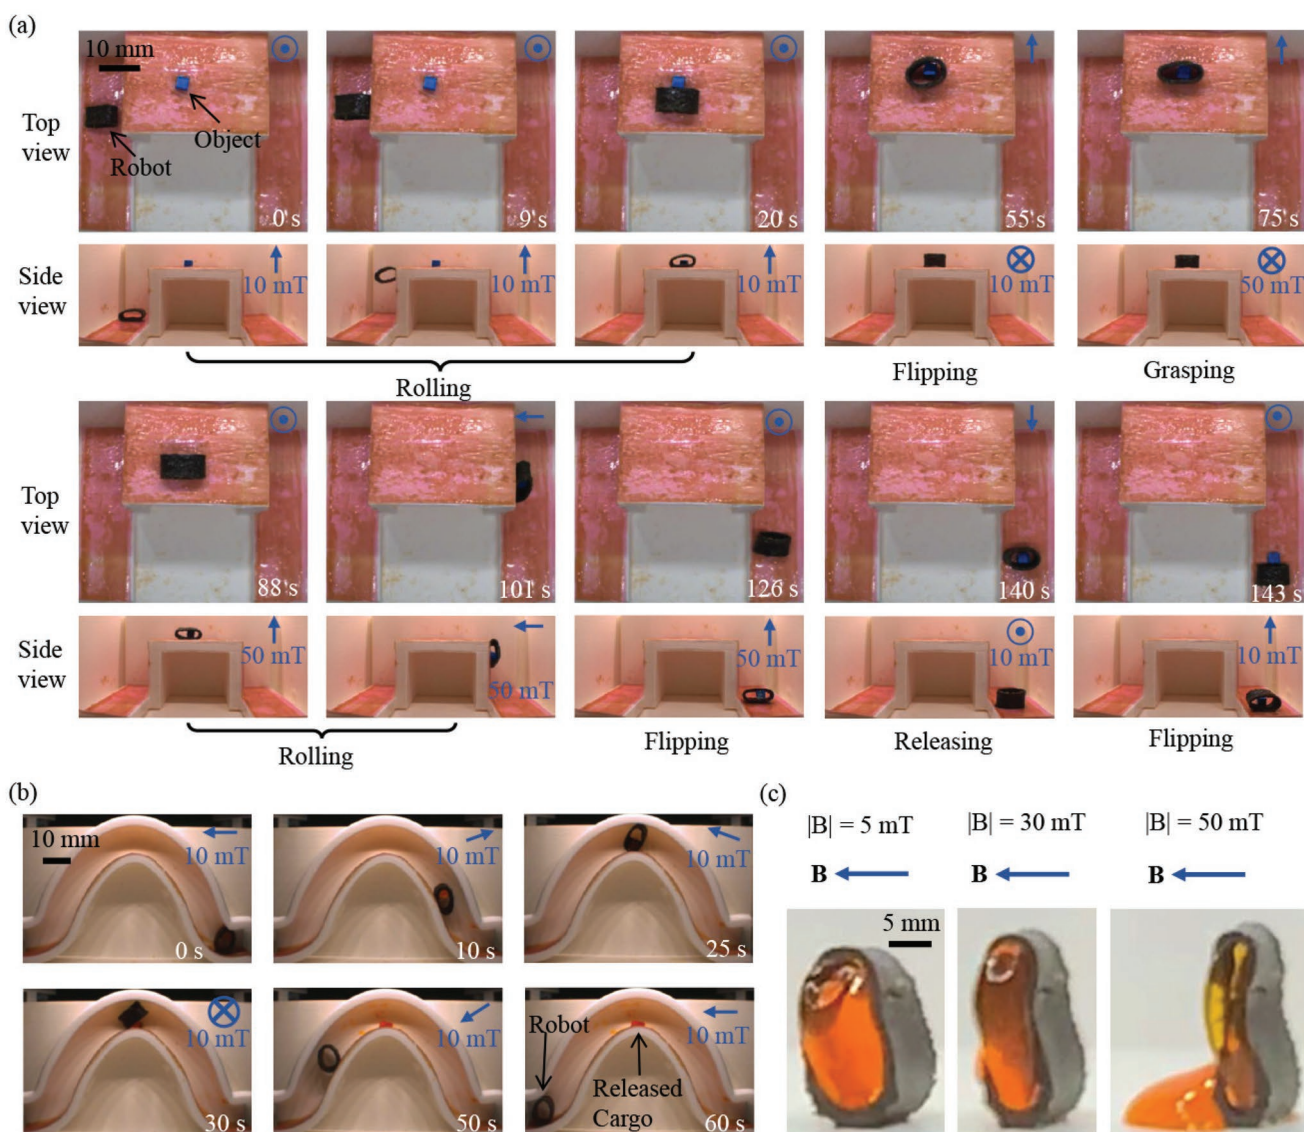 (a)
10 mm
Object
Robot
Top
view
0 s
9 s
20 s
55 s
75 s
Side
view
10 mT
10 mT
10 mT
10 mT
50 mT
Rolling
Flipping
Grasping
Top
view
88 s
101 s
126 s
140 s
143 s
Side
view
50 mT
50 mT
50 mT
10 mT
10 mT
Rolling
Flipping
Releasing
Flipping
(b)
10 mm
10 mT
0 s
10 mT
10 s
10 mT
25 s
10 mT
30 s
10 mT
50 s
Robot
10 mT
Released
Cargo
60 s
(c)
|B| = 5 mT
|B| = 30 mT
|B| = 50 mT
B
B
B
5 mm